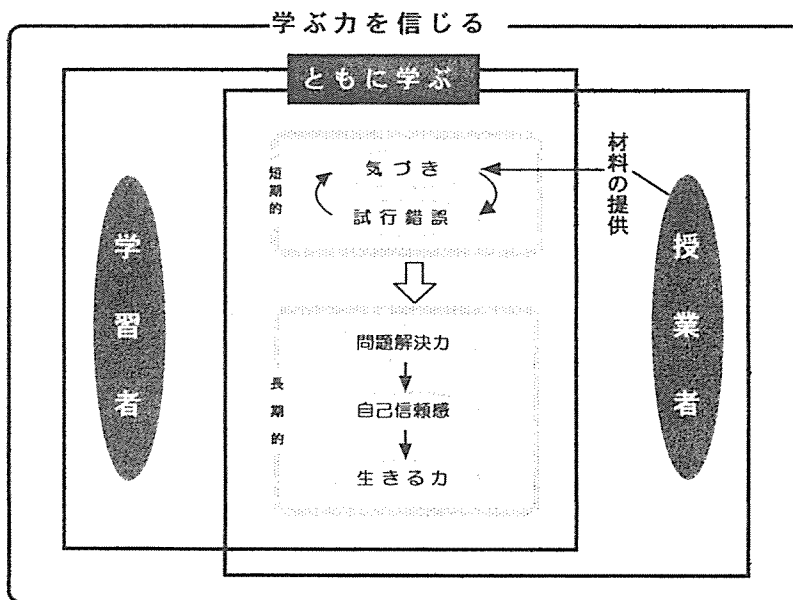 学ぶ力を信じる
ともに学ぶ
短期的
気づき
試行錯誤
材料の提供
学習者
授業者
長期的
問題解決力
自己信頼感
生きる力